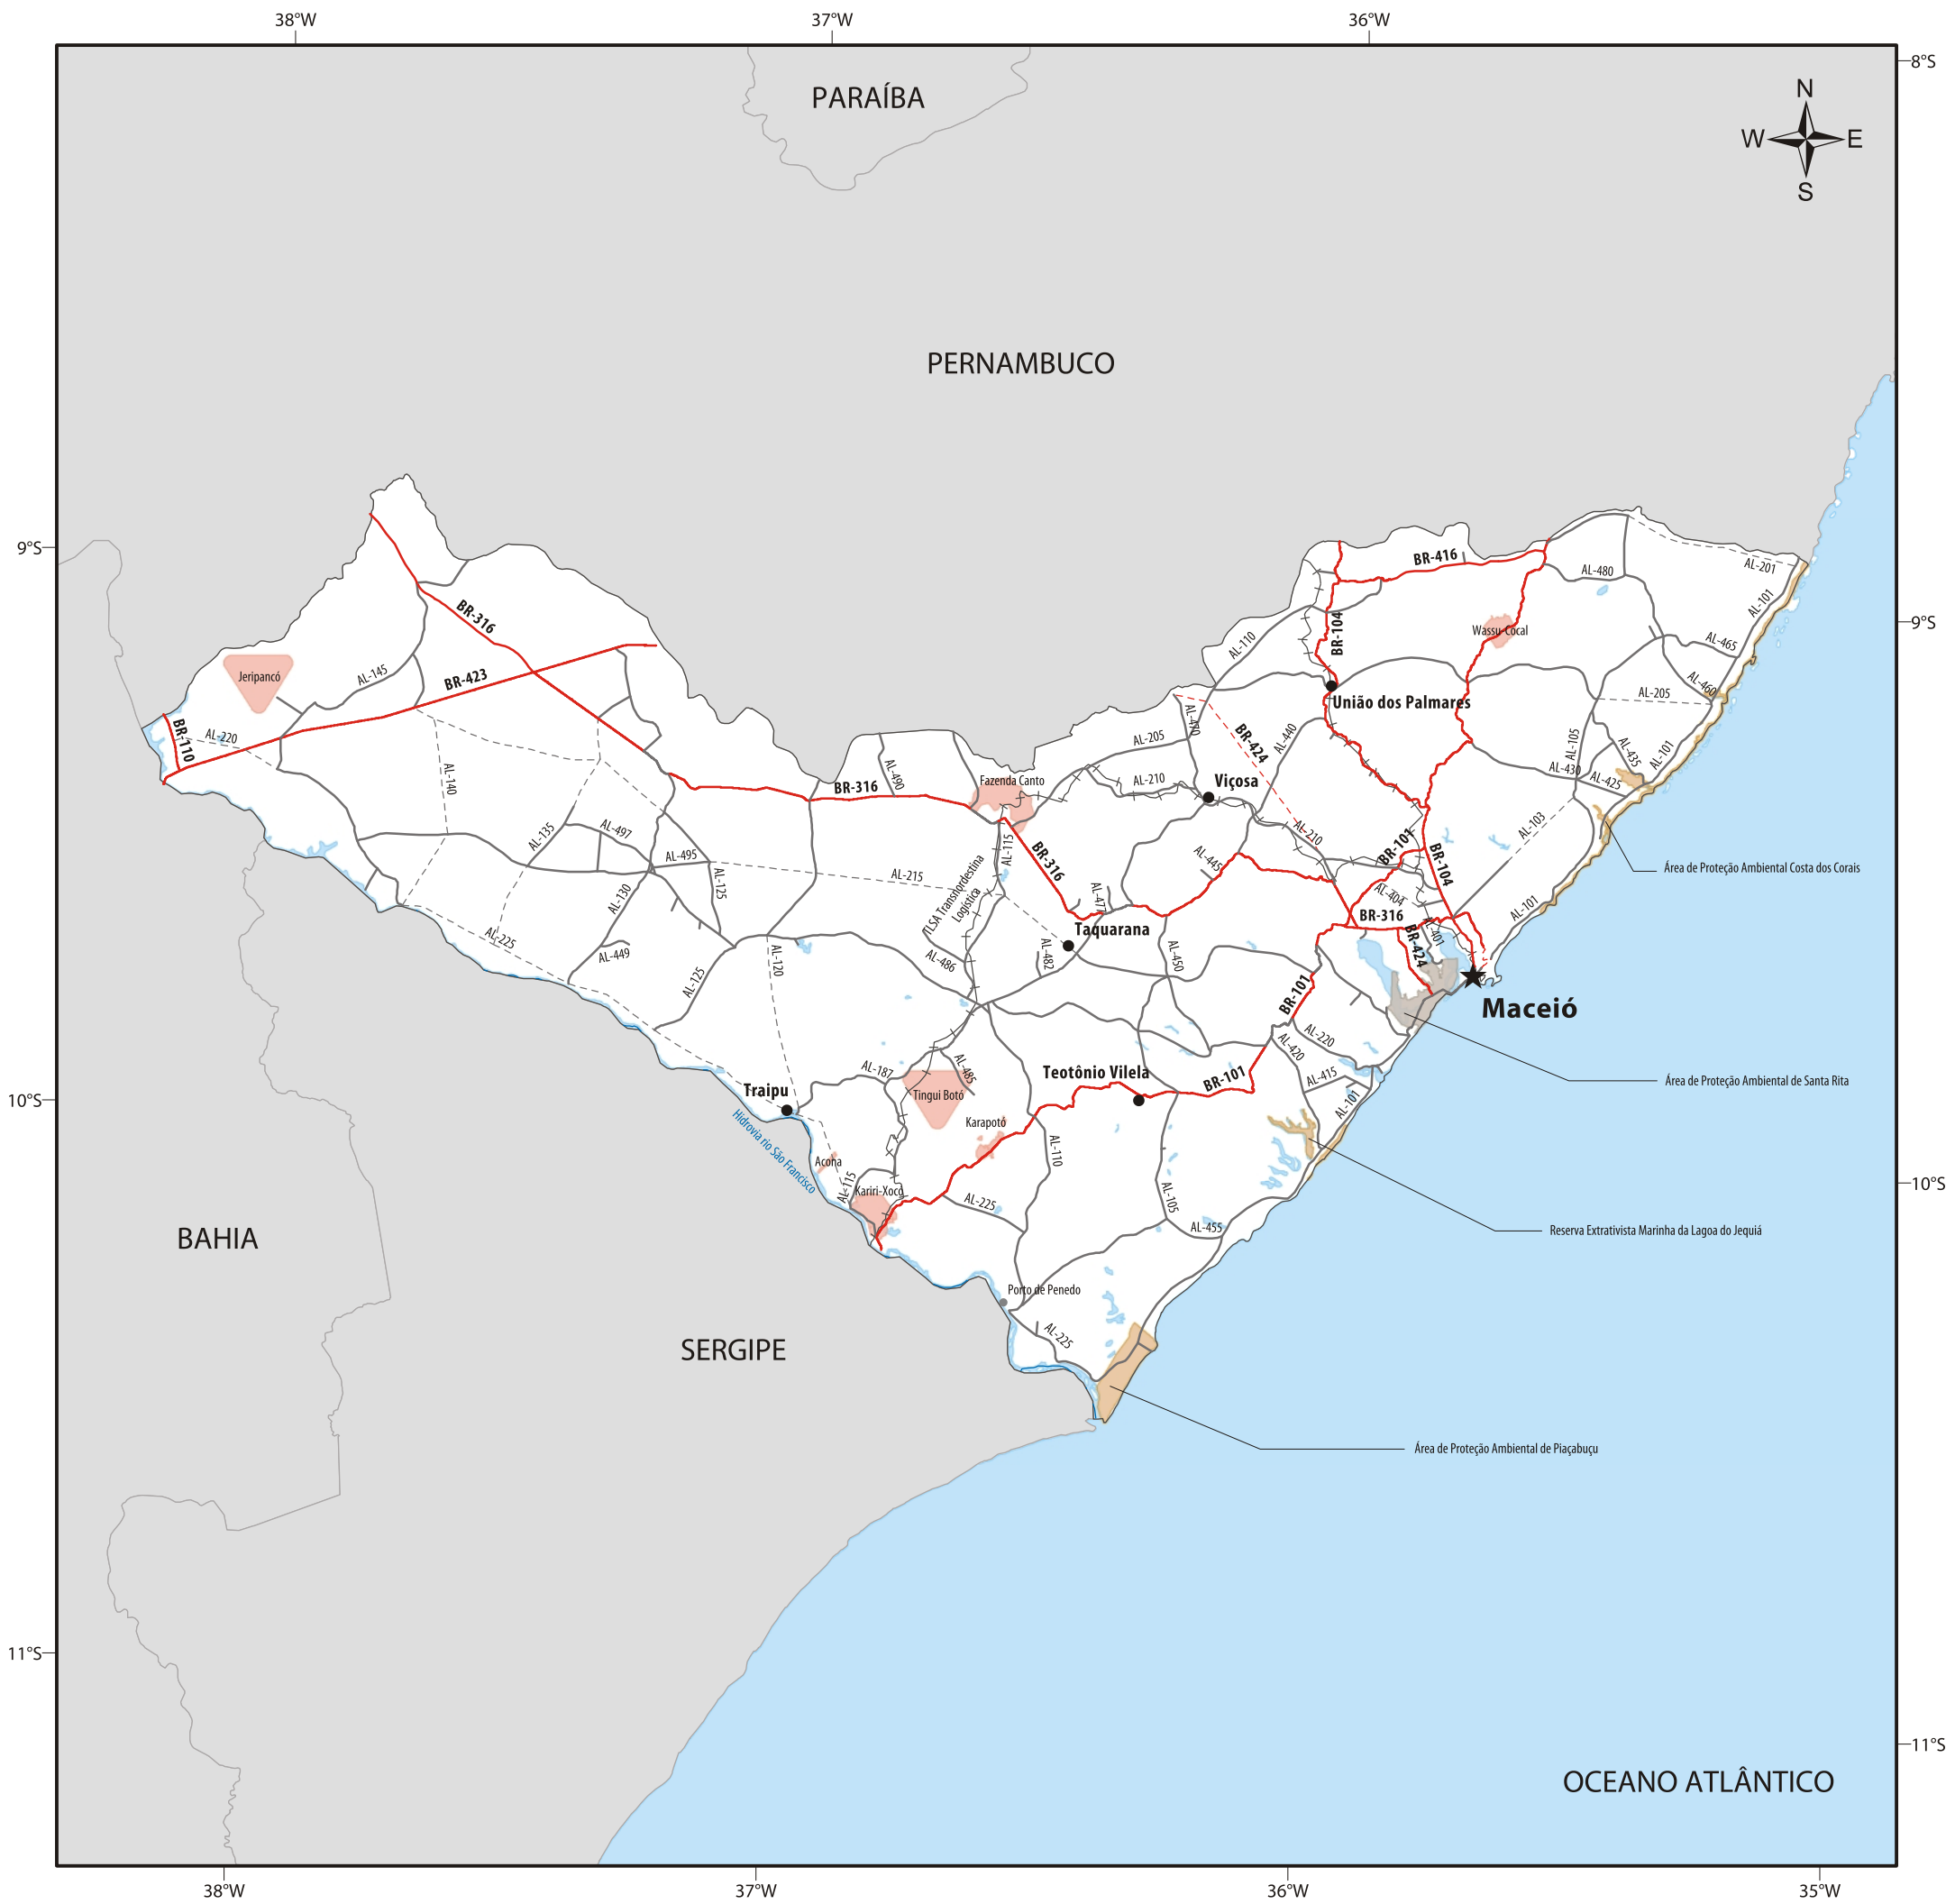 38°W
37°W
36°W
8°S
PARAÍBA
N
W
E
S
PERNAMBUCO
9°S
BR-416
AL-480
AL-201
AL-101
BR-316
BR-104
Wassu-Cocal
9°S
AL-110
AL-465
Jeripancó
AL-145
BR-423
AL-460
AL-205
União dos Palmares
BR-110
AL-220
AL-470
BR-424
AL-440
AL-205
AL-105
AL-435
AL-101
AL-430
AL-425
AL-140
BR-316
AL-490
Fazenda Canto
AL-210
Viçosa
AL-135
AL-497
AL-495
AL-115
BR-316
AL-210
BR-101
AL-103
AL-445
BR-104
Área de Proteção Ambiental Costa dos Corais
AL-215
AL-125
AL-130
TLSA Transnordestina
Logística
AL-477
AL-404
BR-316
AL-101
AL-401
BR-424
Taquarana
AL-225
AL-449
AL-120
AL-486
AL-482
AL-450
AL-125
BR-101
Maceió
AL-220
AL-420
AL-187
AL-485
Teotônio Vilela
BR-101
AL-415
Área de Proteção Ambiental de Santa Rita
10°S
Traipu
Tingui Botó
AL-101
Hidrovia rio São Francisco
Karapotó
AL-110
Acona
AL-115
Kariri-Xocó
10°S
AL-225
AL-105
AL-455
Reserva Extrativista Marinha da Lagoa do Jequiá
BAHIA
Porto de Penedo
AL-225
SERGIPE
Área de Proteção Ambiental de Piaçabuçu
11°S
11°S
OCEANO ATLÂNTICO
38°W
37°W
36°W
35°W